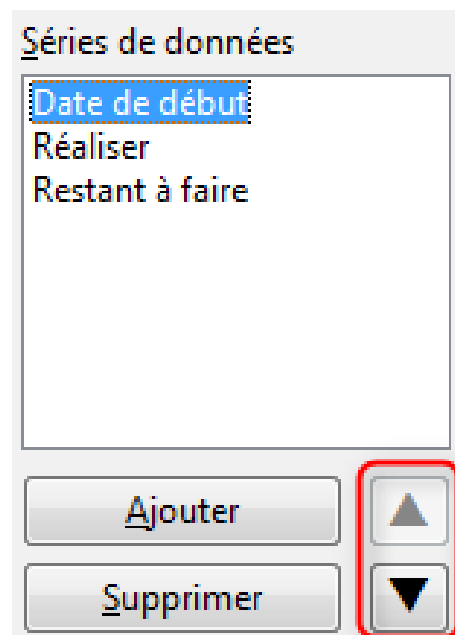 Séries de données
Date de début
Réaliser
Restant à faire
Ajouter
Supprimer